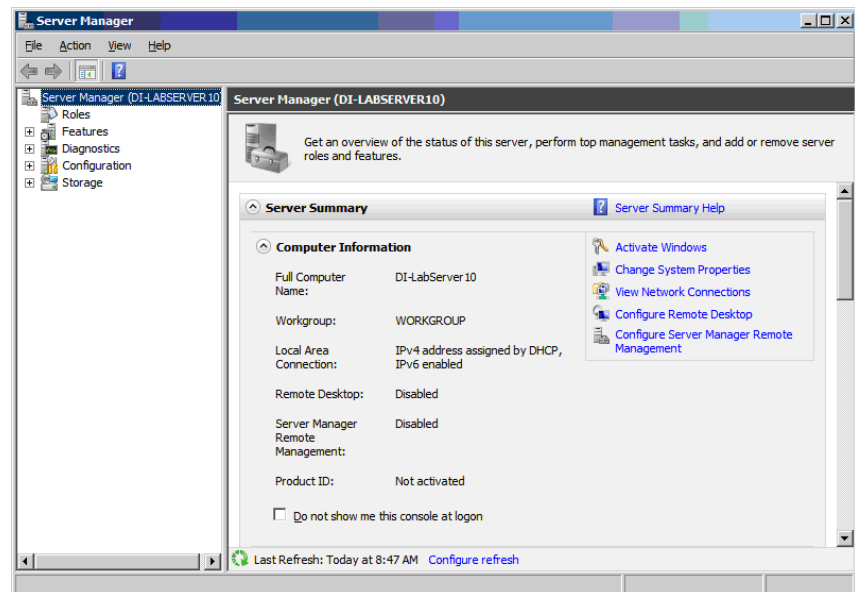 Server Manager
File Action View Help
Server Manager (DI-LABSERVER10)
Roles
Features
Diagnostics
Configuration
Storage
Server Manager (DI-LABSERVER10)
Get an overview of the status of this server, perform top management tasks, and add or remove server
roles and features.
Server Summary
Server Summary Help
Computer Information
Full Computer
Name:
DI-LabServer10
Workgroup:
WORKGROUP
Local Area
Connection:
IPv4 address assigned by DHCP,
IPv6 enabled
Remote Desktop:
Disabled
Server Manager
Remote
Management:
Disabled
Product ID:
Not activated
Do not show me this console at logon
Activate Windows
Change System Properties
View Network Connections
Configure Remote Desktop
Configure Server Manager Remote
Management
Last Refresh: Today at 8:47 AM Configure refresh